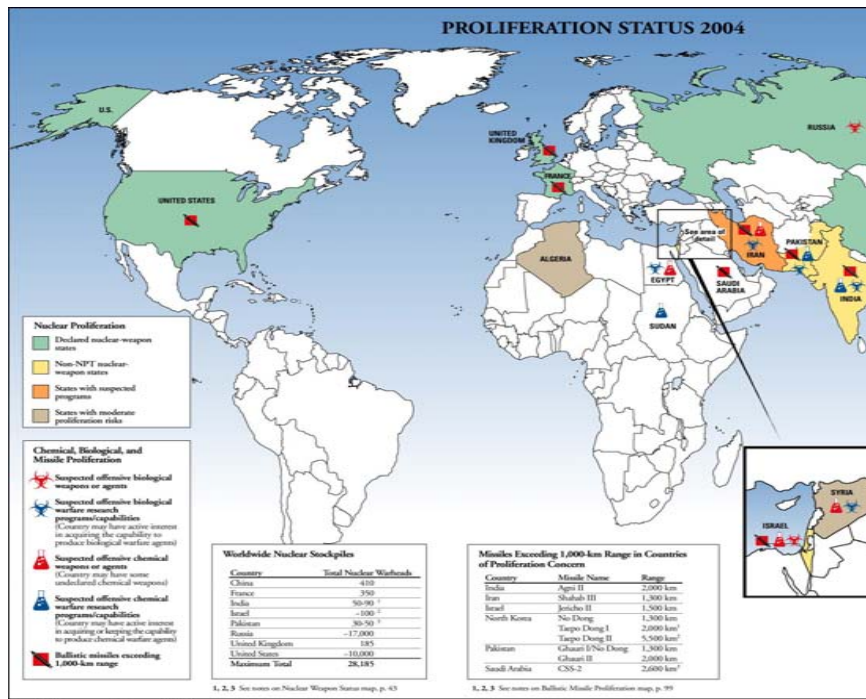 PROLIFERATION STATUS 2004
U.S.
UNITED STATES
UNITED
KINGDOM
FRANCE
RUSSIA
ALGERIA
See area of
detail
IRAN
PAKISTAN
EGYPT
SAUDI
ARABIA
INDIA
SUDAN
Nuclear Proliferation
Declared nuclear-weapon
states
Non-NPT nuclear-
weapon states
States with suspected
programs
States with moderate
proliferation risks
Chemical, Biological, and
Missile Proliferation
Suspected offensive biological
weapons or agents
Suspected offensive biological
warfare research
programs/capabilities
(Country may have active interest
in acquiring the capability to
produce biological warfare agents)
Suspected offensive chemical
weapons or agents
(Country may have some
undeclared chemical weapons)
Suspected offensive chemical
warfare research
programs/capabilities
(Country may have active interest
in acquiring or keeping the capability
to produce chemical warfare agents)
Ballistic missiles exceeding
1,000-km range
Worldwide Nuclear Stockpiles
Country Total Nuclear Warheads
China 410
France 350
India 50-90 1
Israel ~100 2
Pakistan 30-50 3
Russia ~17,000
United Kingdom 185
United States ~10,000
Maximum Total 28,185
1, 2, 3 See notes on Nuclear Weapon Status map, p. 43
Missiles Exceeding 1,000-km Range in Countries
of Proliferation Concern
Country Missile Name Range
India Agni II 2,000 km
Iran Shahab III 1,300 km
Israel Jericho II 1,500 km
North Korea No Dong 1,300 km
Taepo Dong I 2,000 km1
Taepo Dong II 5,500 km2
Pakistan Ghauri I/No Dong 1,300 km
Ghauri II 2,000 km
Saudi Arabia CSS-2 2,600 km3
1, 2, 3 See notes on Ballistic Missile Proliferation map, p. 99
SYRIA
ISRAEL